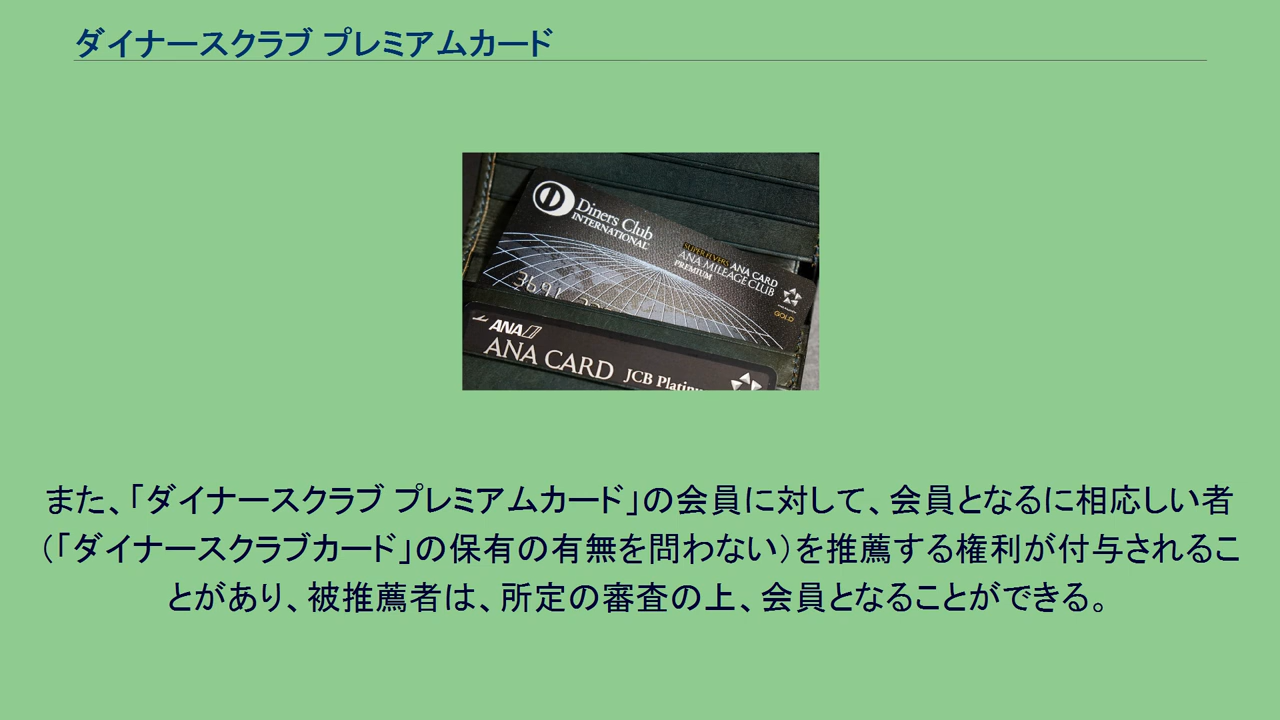 ダイナースクラブ プレミアムカード
Diners Club
INTERNATIONAL
SUPER FLYERS ANA CARD
ANA MILEAGE CLUB
PREMIUM
GOLD
ANA
ANA CARD JCB
また、「ダイナースクラブ プレミアムカード」の会員に対して、会員となるに相応しい者
(「ダイナースクラブカード」の保有の有無を問わない)を推薦する権利が付与されるこ
とがあり、被推薦者は、所定の審査の上、会員となることができる。